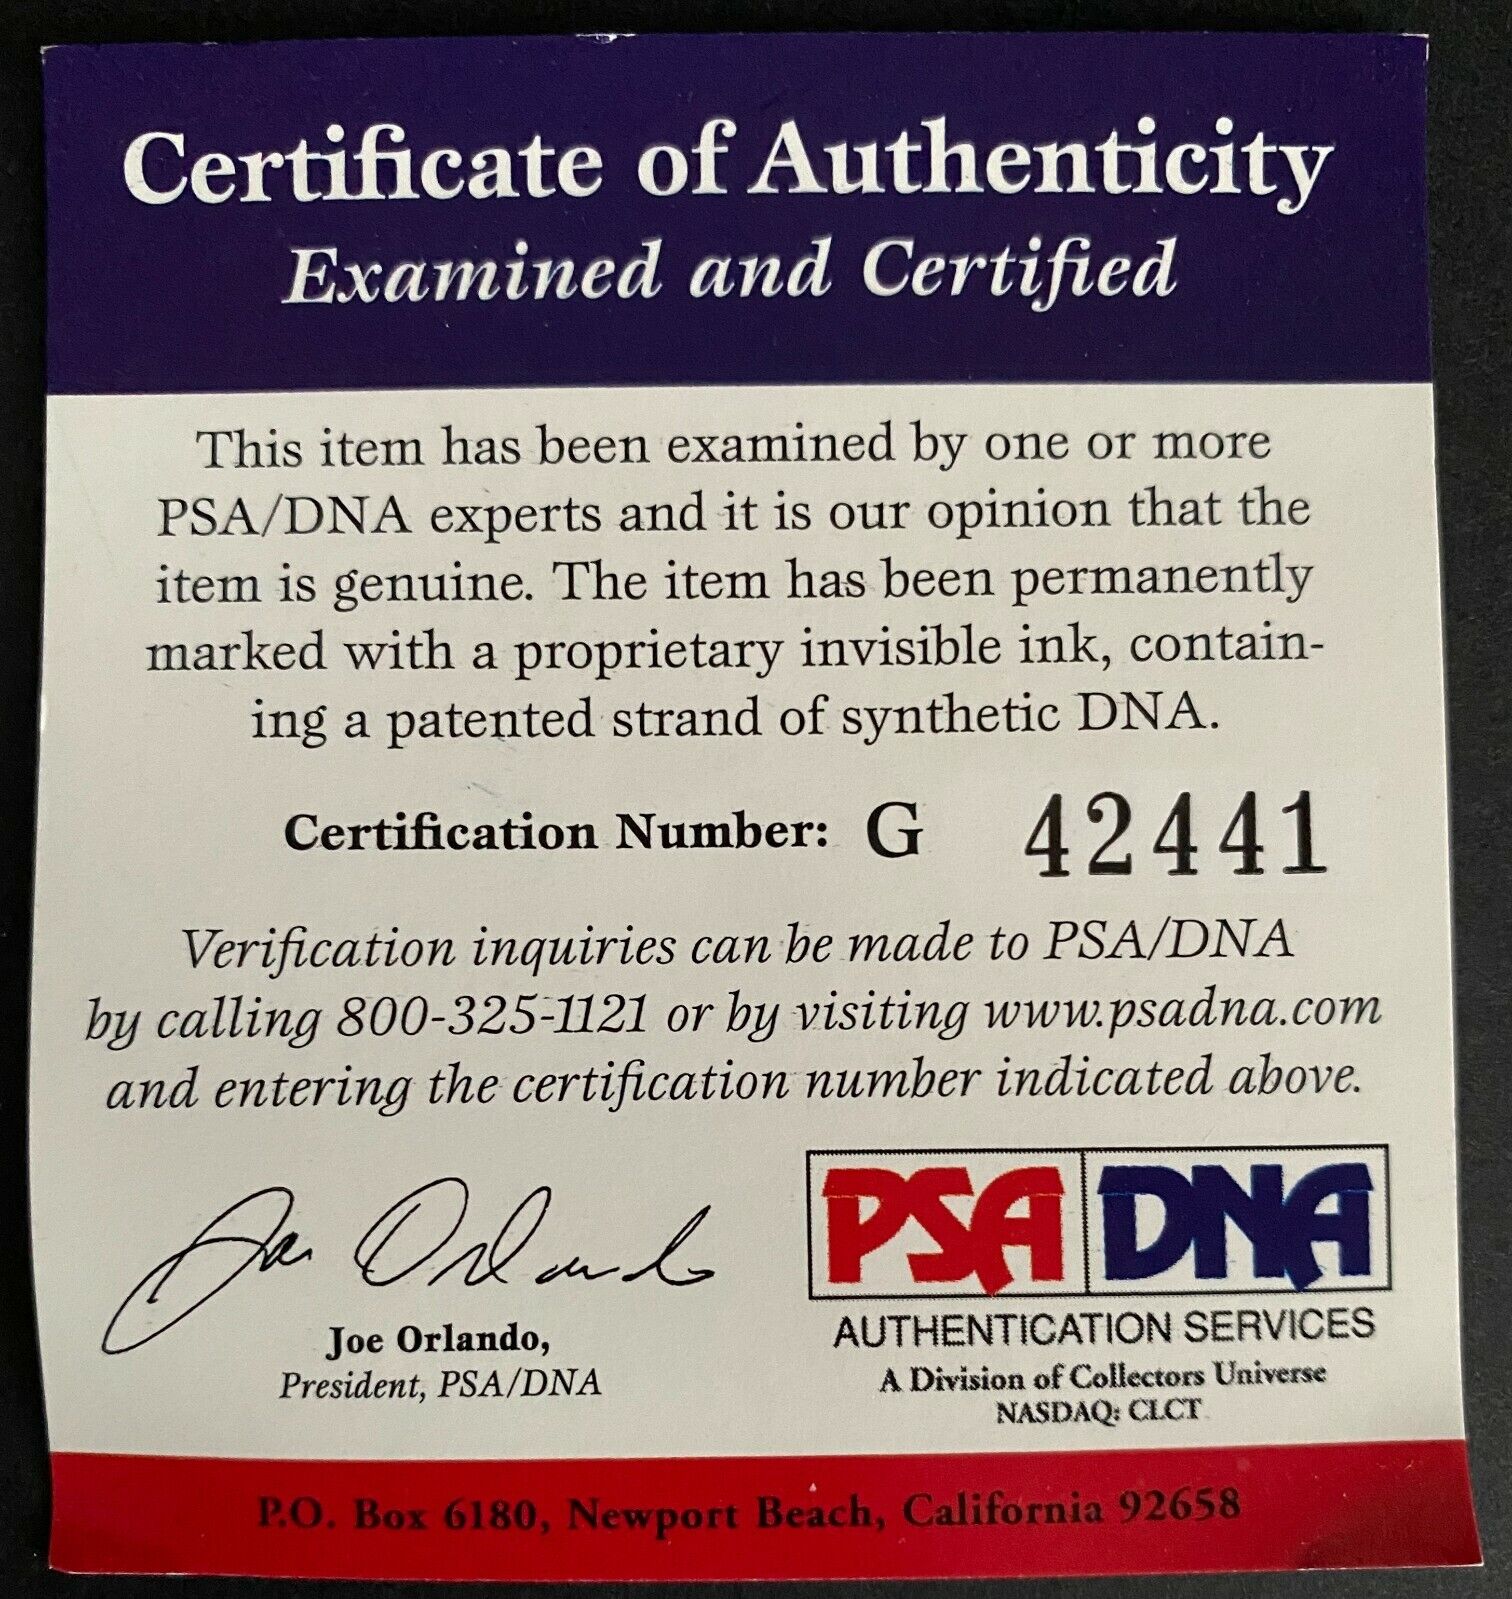 Certificate of Authenticity
Examined and Certified
This item has been examined by one or more
PSA/DNA experts and it is our opinion that the
item is genuine. The item has been permanently
marked with a proprietary invisible ink, contain-
ing a patented strand of synthetic DNA.
Certification Number: G 42441
Verification inquiries can be made to PSA/DNA
by calling 800-325-1121 or by visiting www.psadna.com
and entering the certification number indicated above.
Joe Orlando
Joe Orlando,
President, PSA/DNA
PSA DNA
AUTHENTICATION SERVICES
A Division of Collectors Universe
NASDAQ: CLCT
P.O. Box 6180, Newport Beach, California 92658